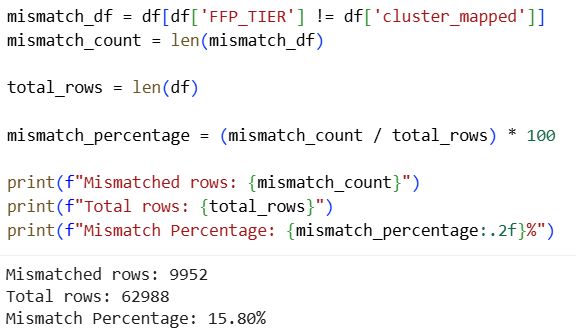 mismatch_df = df[df['FFP_TIER'] != df['cluster_mapped']]
mismatch_count = len(mismatch_df)
total_rows = len(df)
mismatch_percentage = (mismatch_count / total_rows) * 100
print(f"Mismatched rows: {mismatch_count}")
print(f"Total rows: {total_rows}")
print(f"Mismatch Percentage: {mismatch_percentage:.2f}%")
Mismatched rows: 9952
Total rows: 62988
Mismatch Percentage: 15.80%